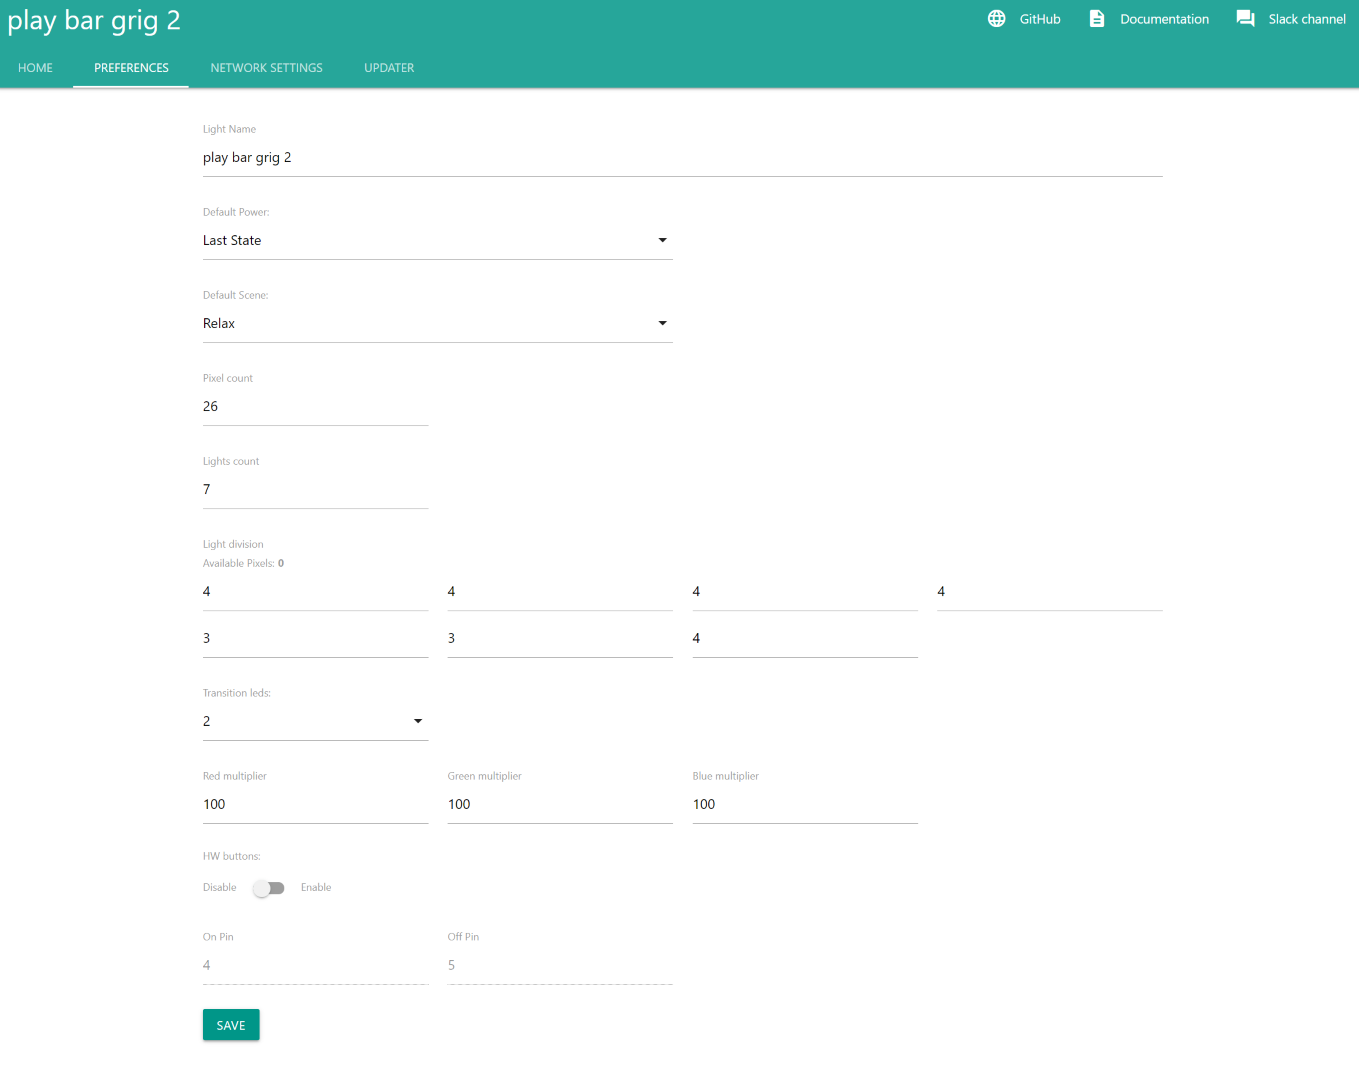 play bar grig 2
GitHub Documentation Slack channel
HOME PREFERENCES NETWORK SETTINGS UPDATER
Light Name
play bar grig 2
Default Power:
Last State
Default Scene:
Relax
Pixel count
26
Lights count
7
Light division
Available Pixels: 0
4 4 4 4
3 3 4
Transition leds:
2
Red multiplier Green multiplier Blue multiplier
100 100 100
HW buttons:
Disable Enable
On Pin Off Pin
4 5
SAVE